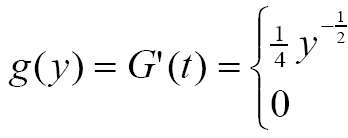 g(y) = G'(t) = { 1/4 y^(-1/2)
0